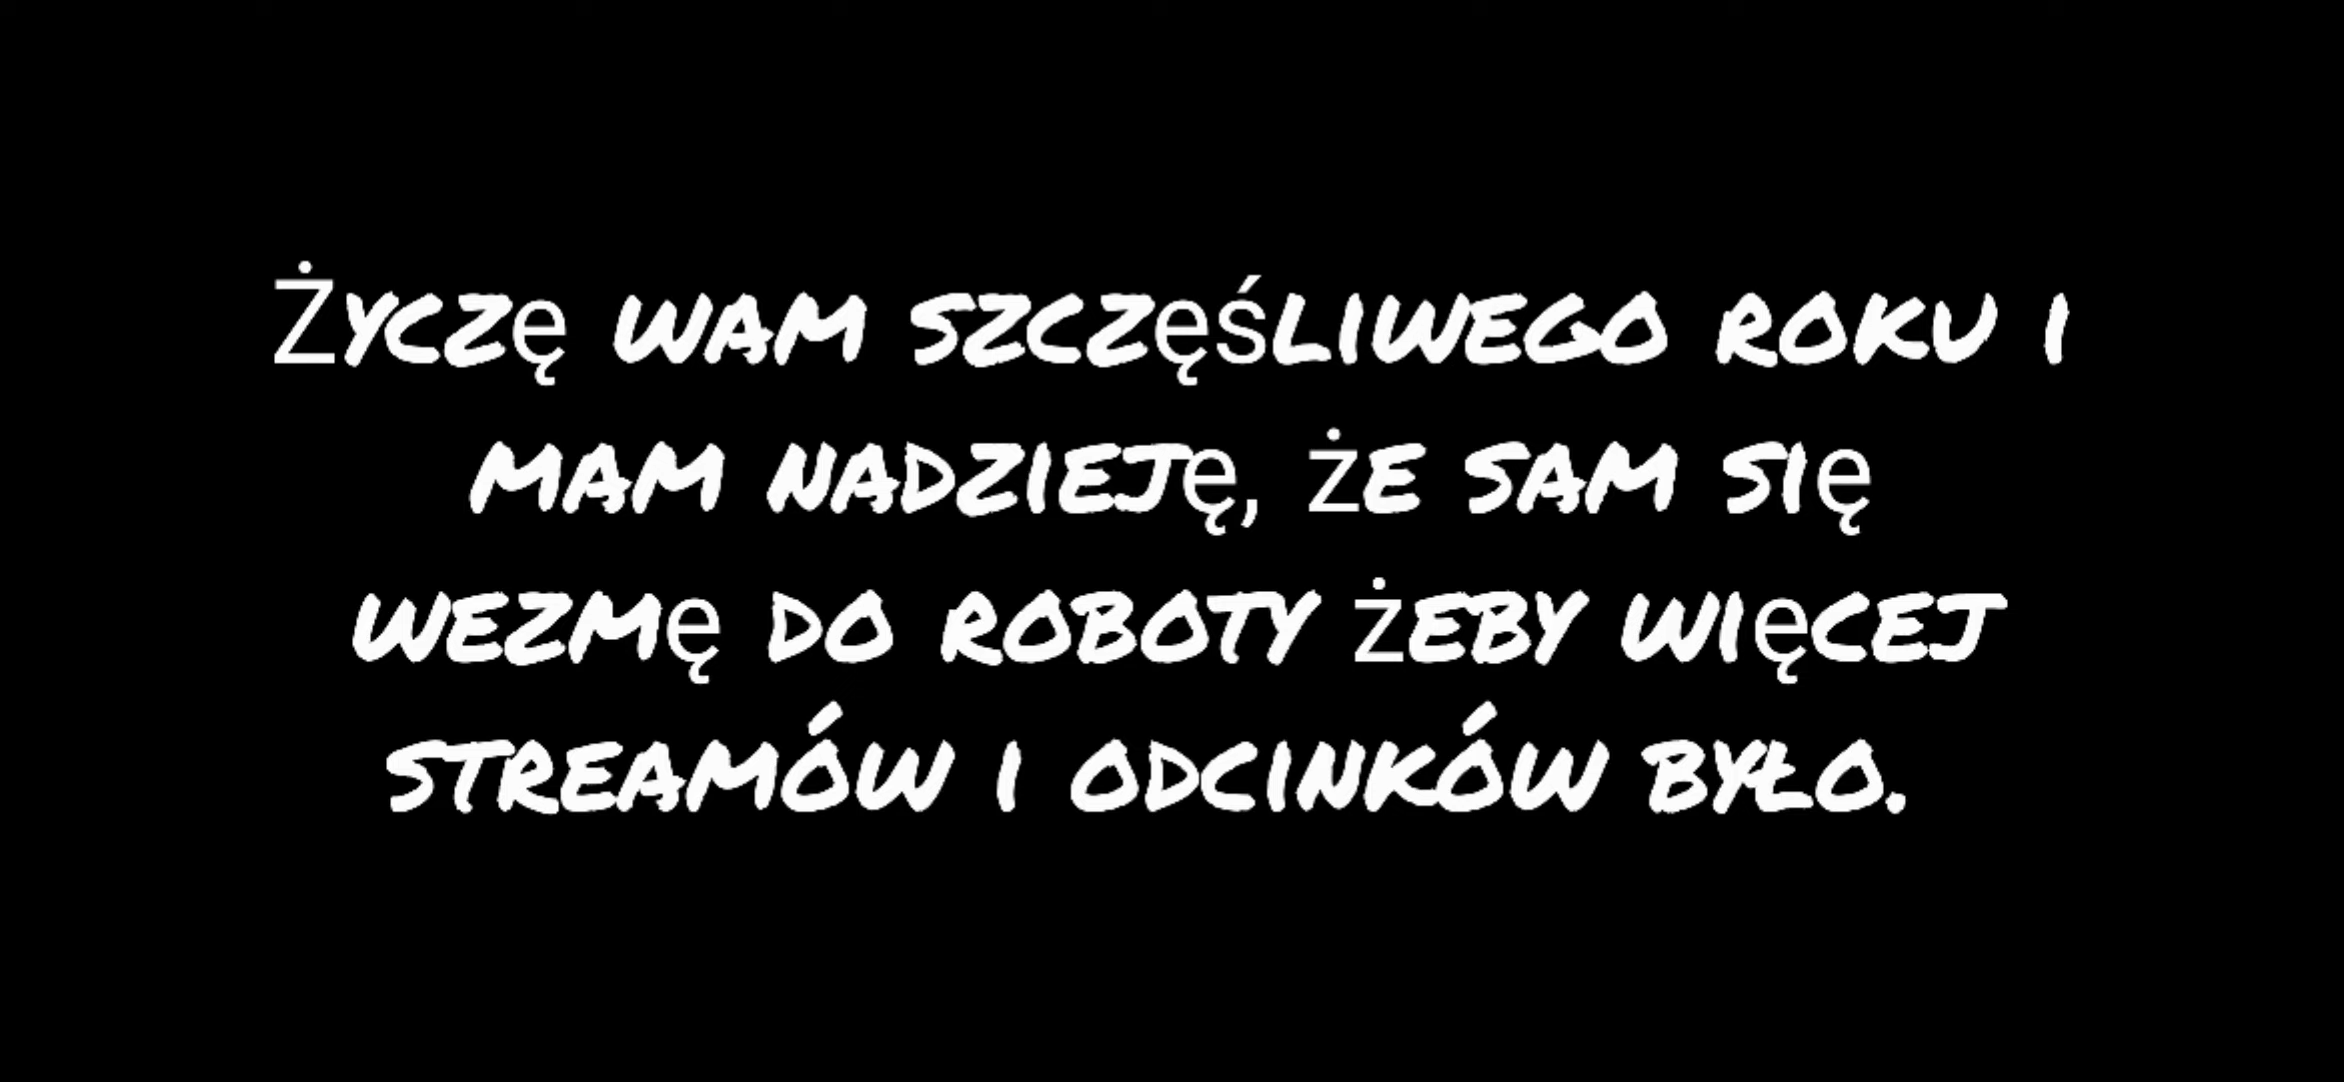 Życzę wam szczęśliwego roku i
mam nadzieję, że sam się
wezmę do roboty żeby więcej
streamów i odcinków było.